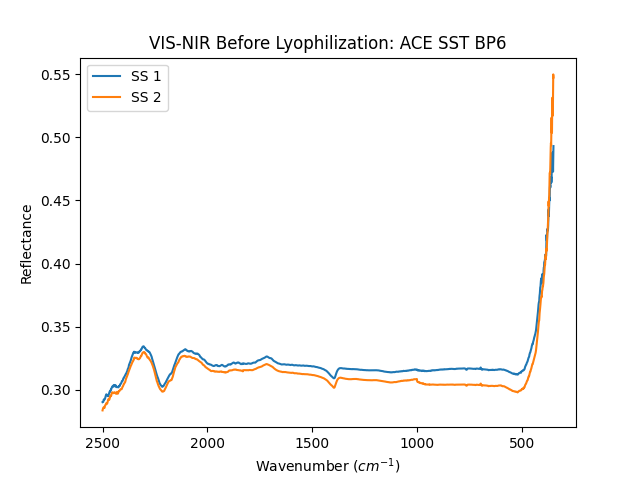 VIS-NIR Before Lyophilization: ACE SST BP6
SS 1
SS 2
0.55
0.50
0.45
0.40
0.35
0.30
Reflectance
2500 2000 1500 1000 500
Wavenumber (cm⁻¹)